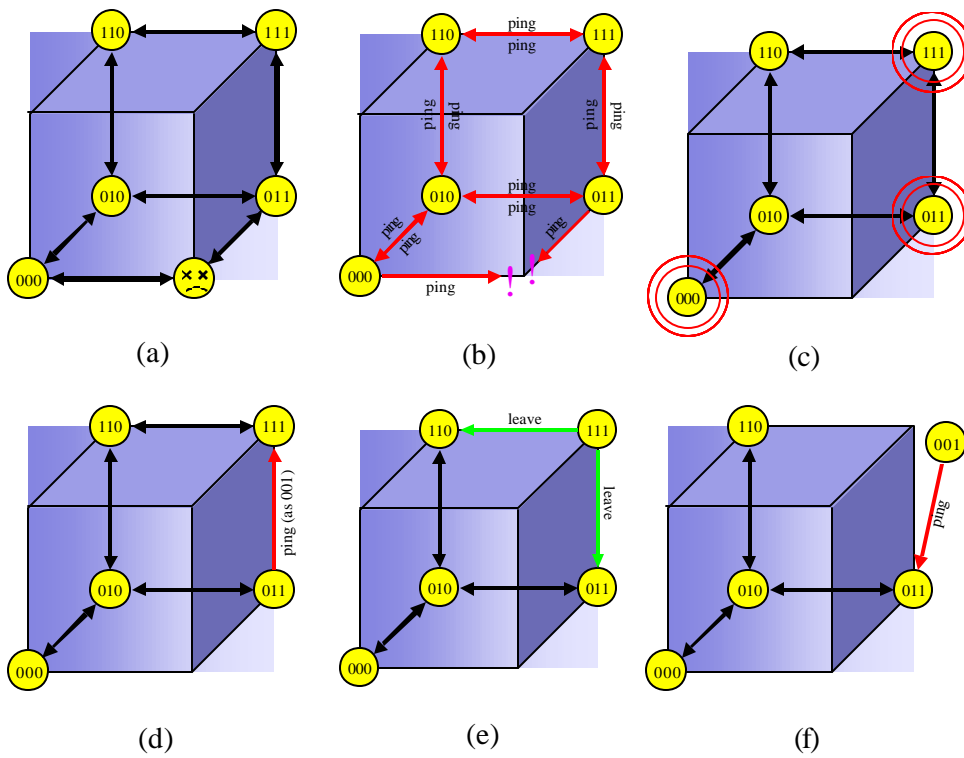 110
111
010
011
000
(a)
ping
ping
110
111
ping
ping
ping
ping
ping
ping
010
011
ping
ping
ping
000
ping
!
!
(b)
110
111
010
011
000
(c)
110
111
ping (as 001)
010
011
000
(d)
leave
110
111
leave
010
011
000
(e)
110
001
ping
010
011
000
(f)